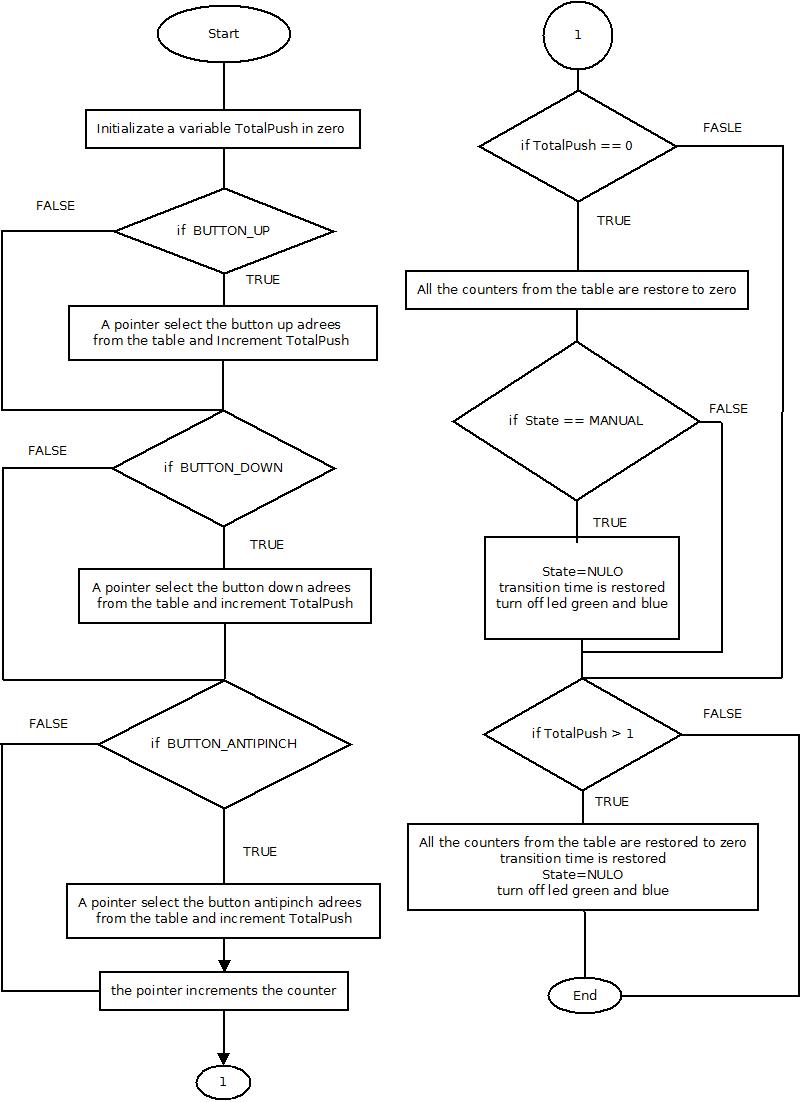 Start
Initializate a variable TotalPush in zero
if BUTTON_UP
FALSE
TRUE
A pointer select the button up adrees
from the table and Increment TotalPush
if BUTTON_DOWN
FALSE
TRUE
A pointer select the button down adrees
from the table and increment TotalPush
if BUTTON_ANTIPINCH
FALSE
TRUE
A pointer select the button antipinch adrees
from the table and increment TotalPush
the pointer increments the counter
1
1
if TotalPush == 0
FASLE
TRUE
All the counters from the table are restore to zero
if State == MANUAL
FALSE
TRUE
State=NULO
transition time is restored
turn off led green and blue
if TotalPush > 1
FALSE
TRUE
All the counters from the table are restored to zero
transition time is restored
State=NULO
turn off led green and blue
End